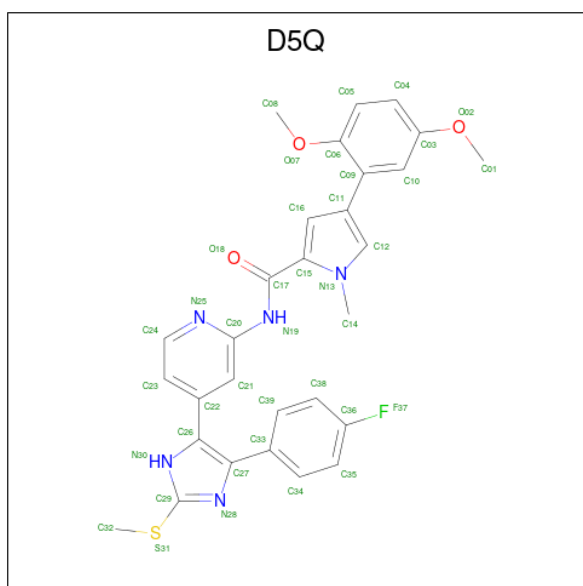 D5Q
C05 C04
C08 O O02
O O07 C06 C03
C09 C10 C01
C11
C16
O18 O C12
C17 C15 N N13
N25 C20 NH N19 C14
C24 N
C23 C21 C38
C22 C39 C36 F F37
C26 C33
N30 HN C27 C34 C35
C29 N N28
C32 S
S31